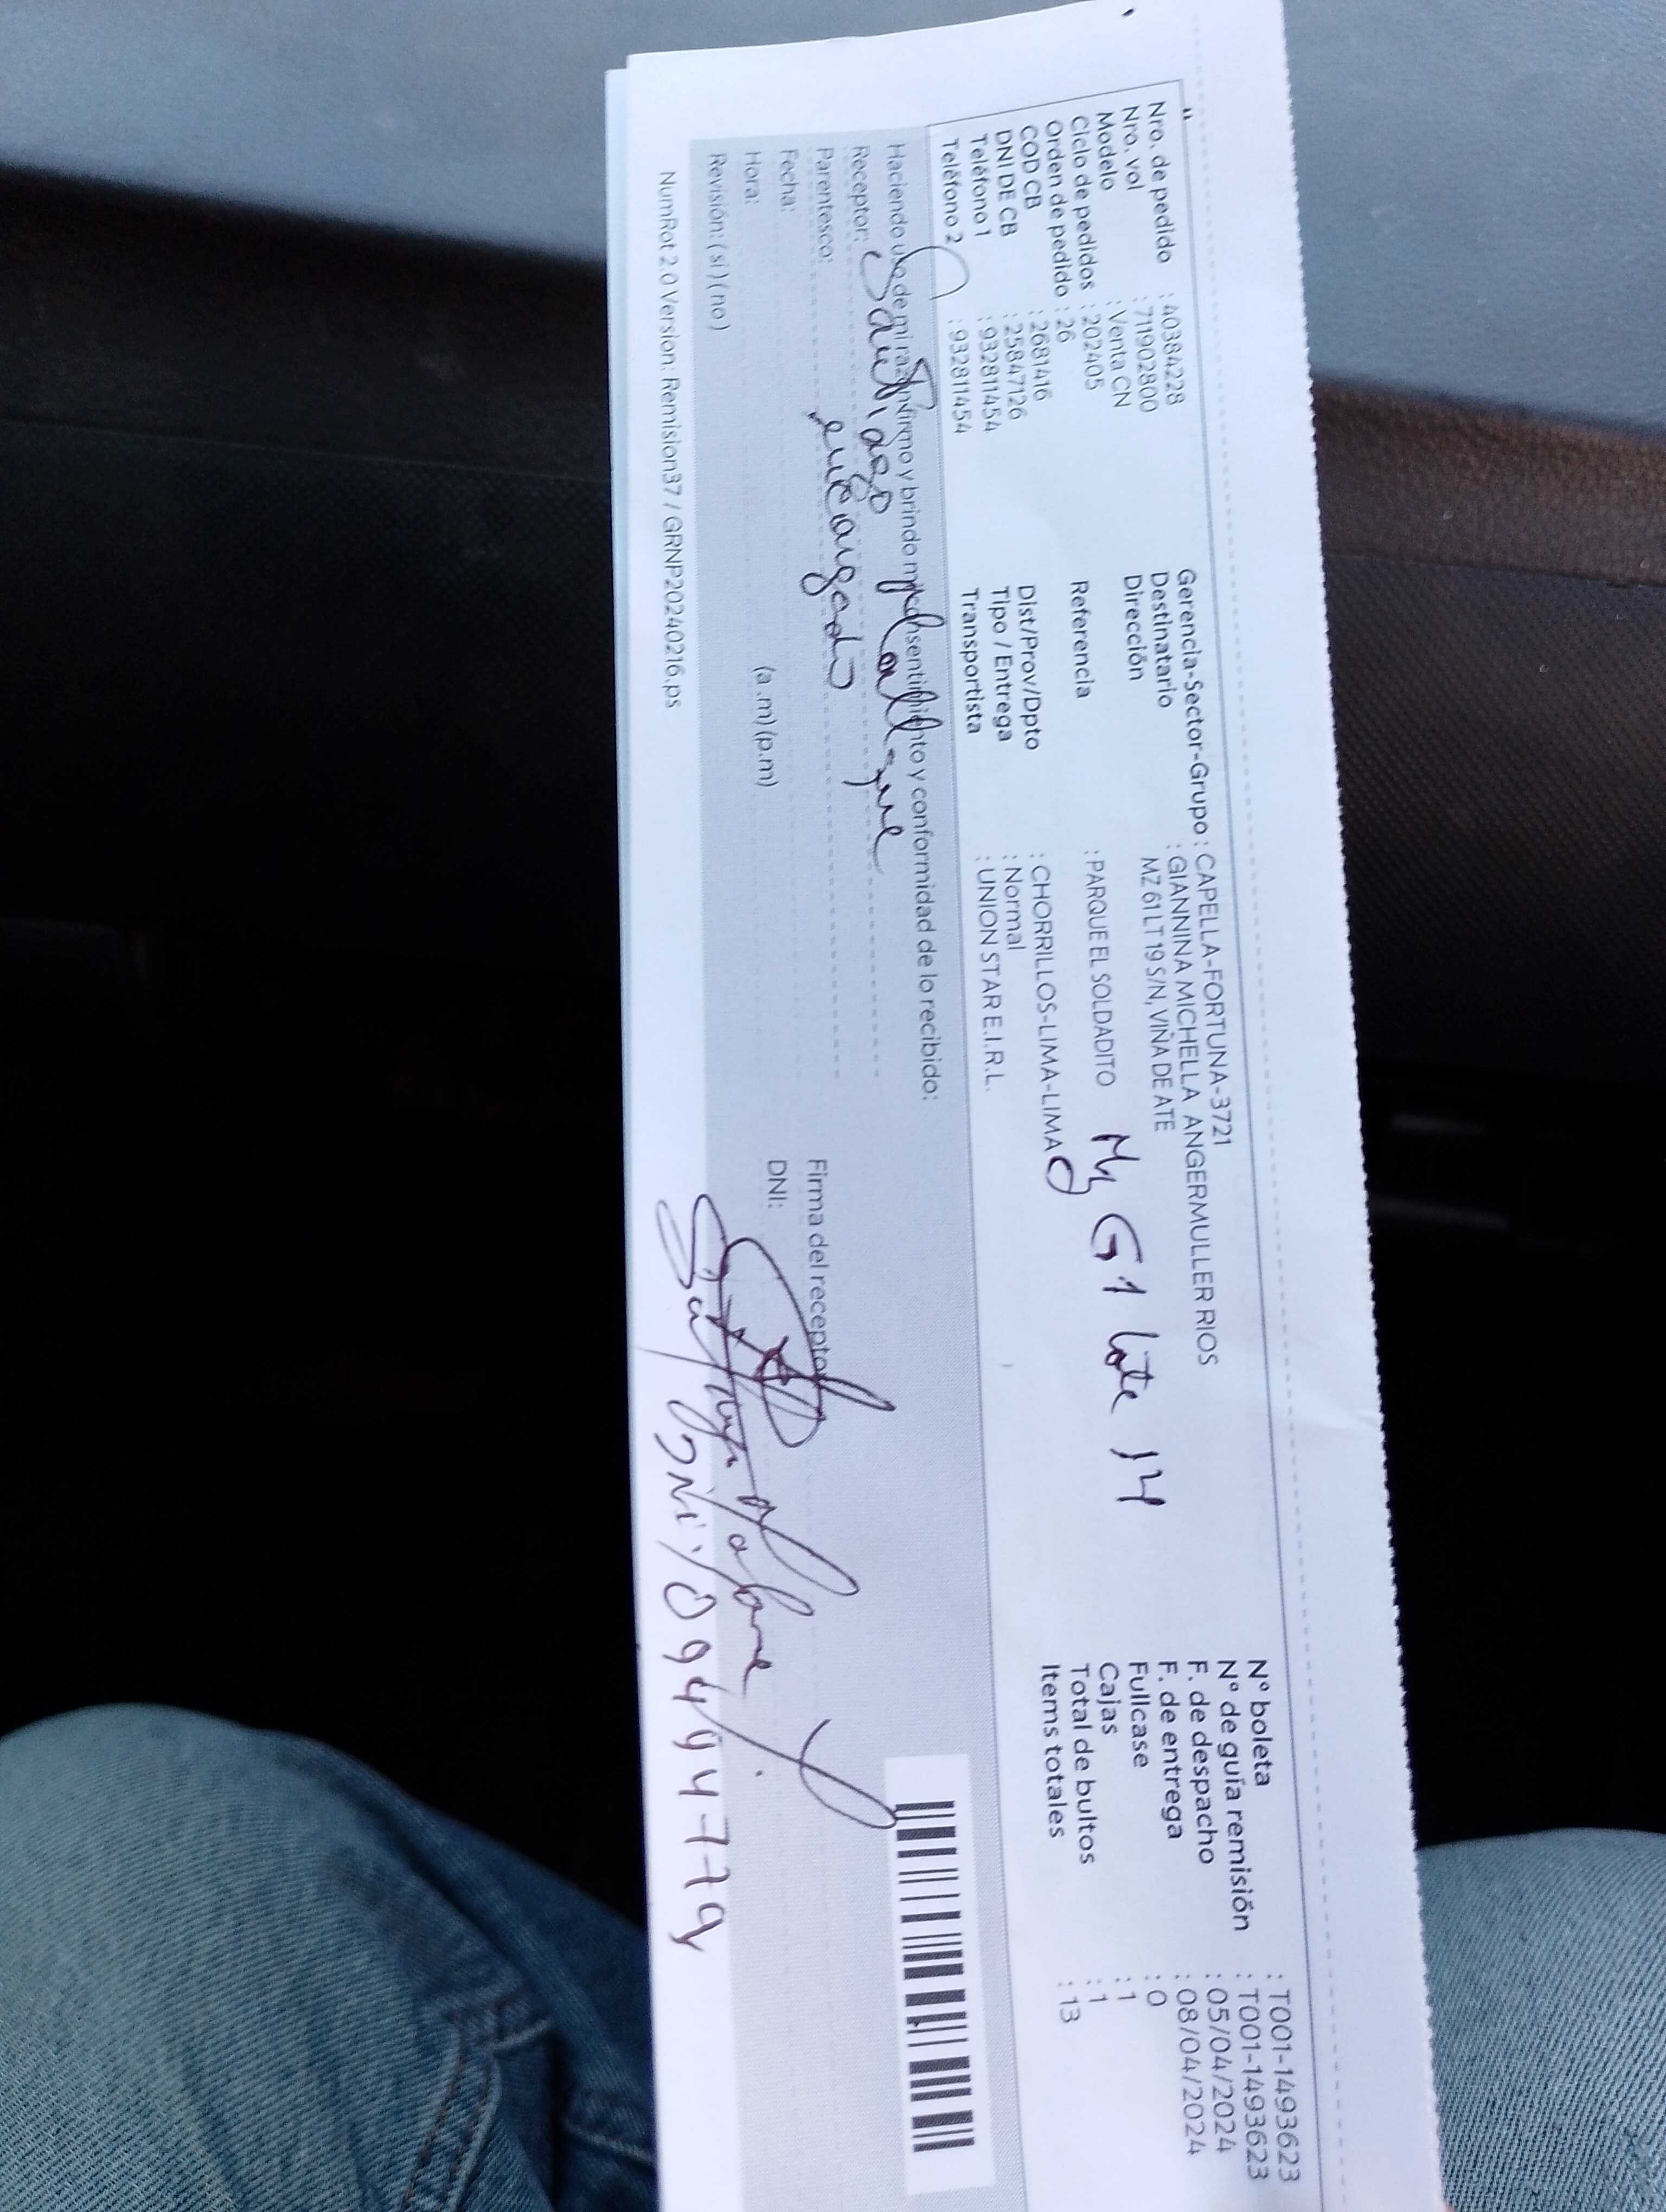 Nro. de pedido : 40384228
Nro. vol : 711902800
Modelo : Venta CN
Ciclo de pedidos : 202405
Orden de pedido : 26
COD CB : 2681416
DNI DE CB : 25847126
Teléfono 1 : 932811454
Teléfono 2 : 932811454
Gerencia-Sector-Grupo : CAPELLA-FORTUNA-3721
Destinatario : GIANNINA MICHELLA ANGERMULLER RIOS
Dirección MZ 61 LT 19 S/N, VIÑA DE ATE
Referencia : PARQUE EL SOLDADITO
Mz G1 Lote 14
Dist/Prov/Dpto : CHORRILLOS-LIMA-LIMA
Tipo / Entrega : Normal
Transportista : UNION STAR E.I.R.L.
N° boleta : T001-1493623
N° de guía remisión : T001-1493623
F. de despacho : 05/04/2024
F. de entrega : 08/04/2024
Fullcase : 0
Cajas : 1
Total de bultos : 1
Items totales : 13
Haciendo uso de mi razón firmo y brindo mi consentimiento y conformidad de lo recibido:
Receptor: Santiago
Parentesco: encargado
Fecha:
Hora: (a.m) (p.m)
Revisión: ( si ) ( no )
Firma del receptor
DNI:
DNI: 09494779
NumRot 2.0 Version: Remision37 / GRNP20240216.ps